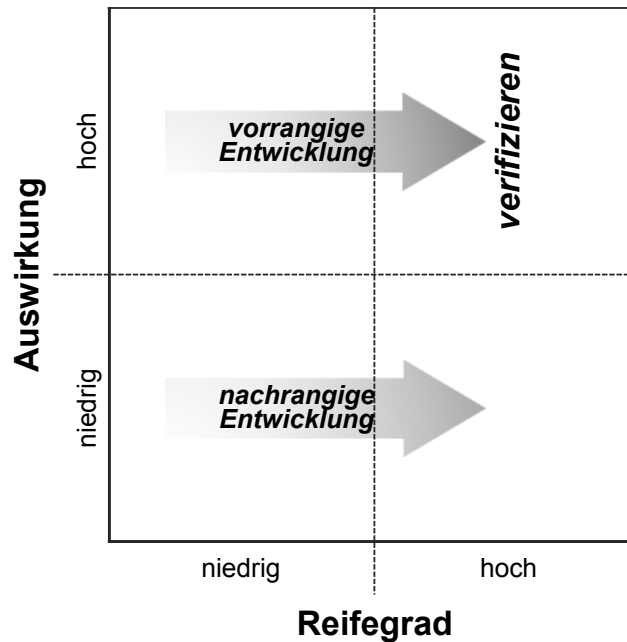 Auswirkung
hoch
niedrig
vorrangige
Entwicklung
verifizieren
nachrangige
Entwicklung
niedrig
hoch
Reifegrad